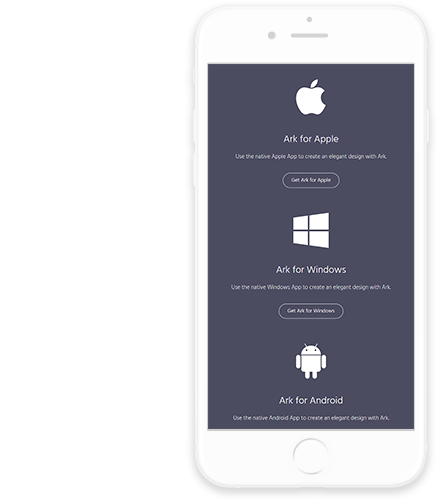 Ark for Apple
Use the native Apple App to create an elegant design with Ark.
Get Ark for Apple
Ark for Windows
Use the native Windows App to create an elegant design with Ark.
Get Ark for Windows
Ark for Android
Use the native Android App to create an elegant design with Ark.